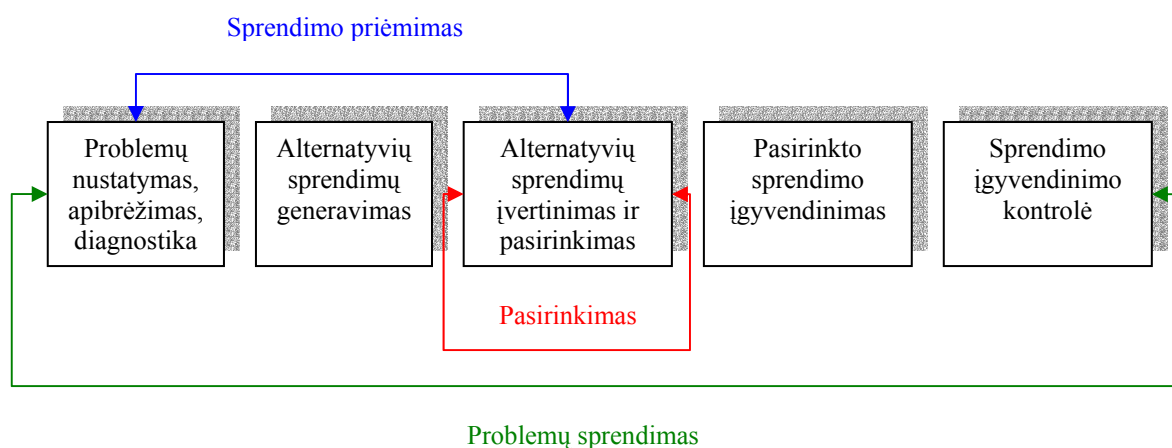 Sprendimo priėmimas
Problemų
nustatymas,
apibrėžimas,
diagnostika
Alternatyvių
sprendimų
generavimas
Alternatyvių
sprendimų
įvertinimas ir
pasirinkimas
Pasirinkto
sprendimo
įgyvendinimas
Sprendimo
įgyvendinimo
kontrolė
Pasirinkimas
Problemų sprendimas